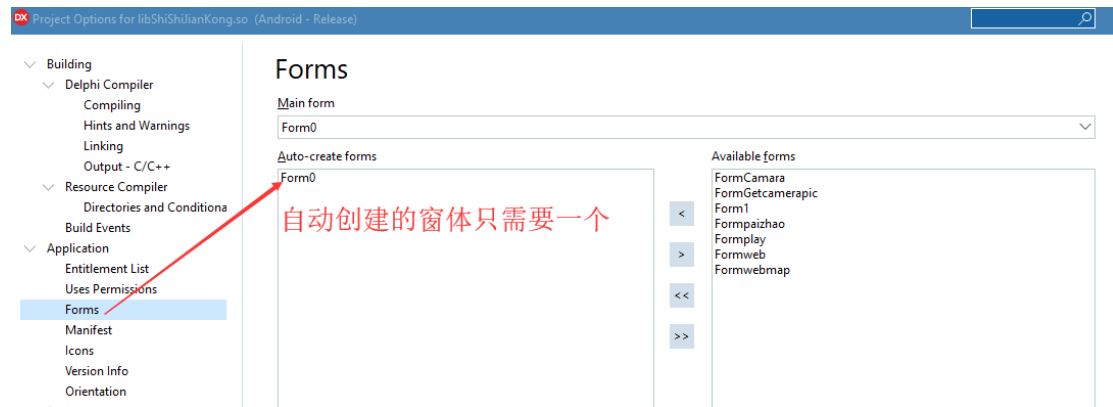 DX Project Options for libShiShiJianKong.so (Android - Release)
Building
Delphi Compiler
Compiling
Hints and Warnings
Linking
Output - C/C++
Resource Compiler
Directories and Conditiona
Build Events
Application
Entitlement List
Uses Permissions
Forms
Manifest
Icons
Version Info
Orientation
Forms
Main form
Form0
Auto-create forms
Form0
自动创建的窗体只需要一个
<
>
<<
>>
Available forms
FormCamara
FormGetcamerapic
Form1
Formpaizhao
Formplay
Formweb
Formwebmap